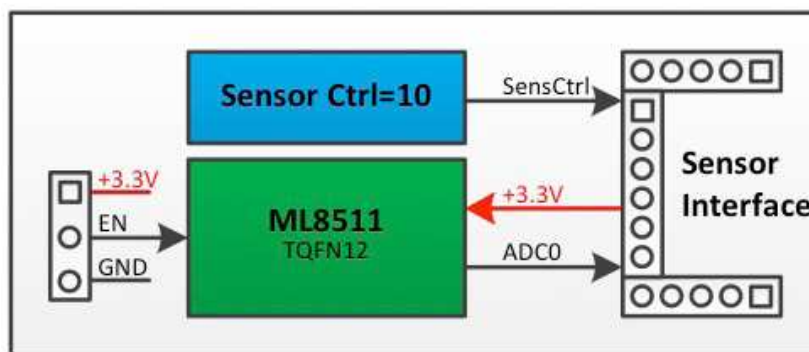 Sensor Ctrl=10
SensCtrl
+3.3V
EN
GND
ML8511
TQFN12
+3.3V
ADC0
Sensor
Interface